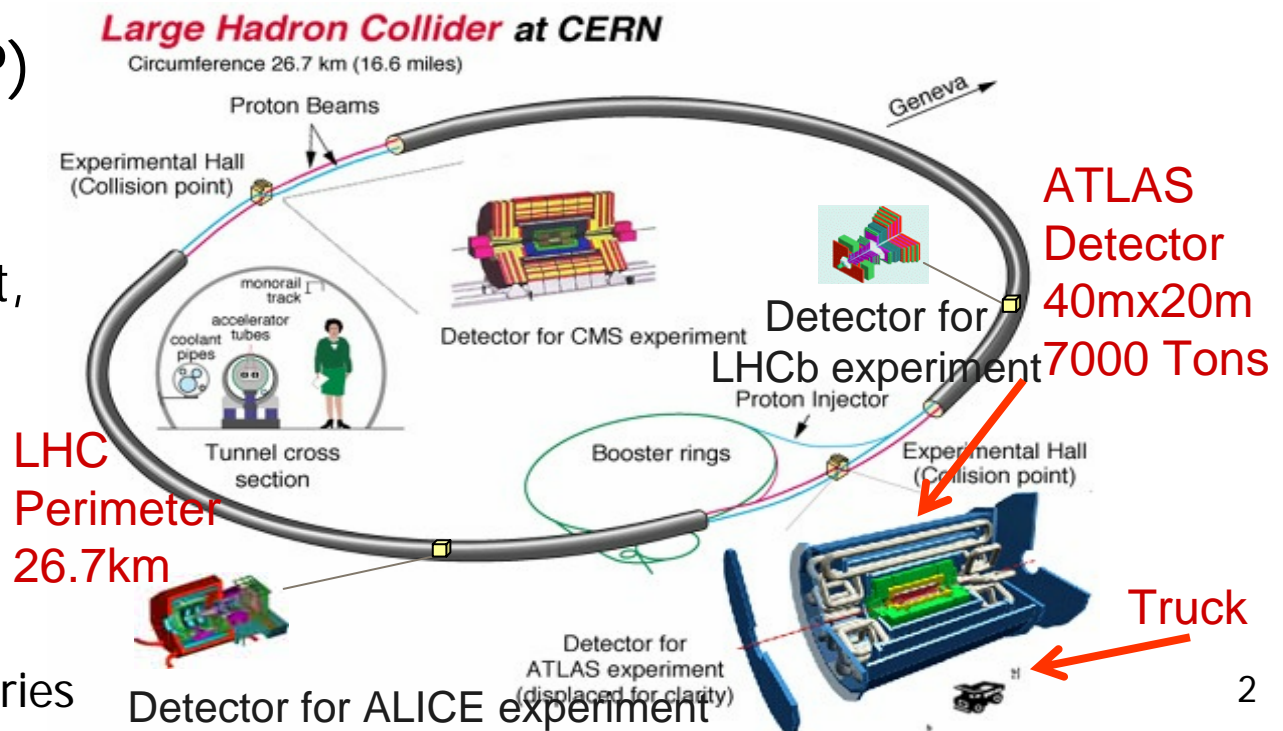 Large Hadron Collider at CERN
Circumference 26.7 km (16.6 miles)
P)
Proton Beams
Geneva
Experimental Hall
(Collision point)
ATLAS
Detector
40mx20m
7000 Tons
t,
monorail
track
accelerator
tubes
coolant
pipes
Detector for CMS experiment
Detector for
LHCb experiment
Proton Injector
Tunnel cross
section
Booster rings
Experimental Hall
(Collision point)
LHC
Perimeter
26.7km
Truck
Detector for
ATLAS experiment
(displaced for clarity)
ries
Detector for ALICE experiment
2